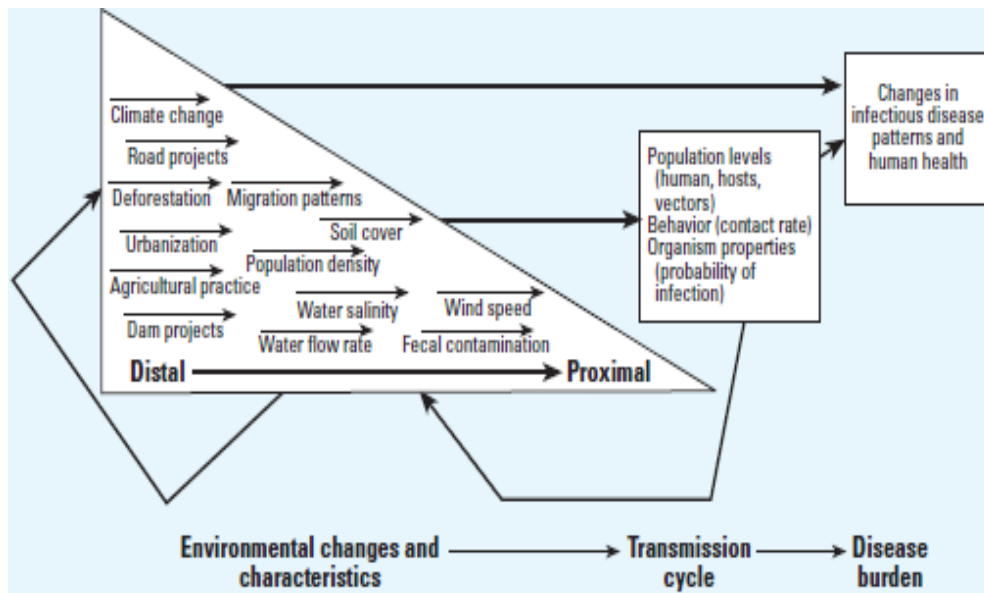 Climate change
Road projects
Deforestation
Migration patterns
Soil cover
Urbanization
Population density
Agricultural practice
Water salinity
Wind speed
Dam projects
Water flow rate
Fecal contamination
Distal
Proximal
Population levels
(human, hosts,
vectors)
Behavior (contact rate)
Organism properties
(probability of
infection)
Changes in
infectious disease
patterns and
human health
Environmental changes and
characteristics
Transmission
cycle
Disease
burden